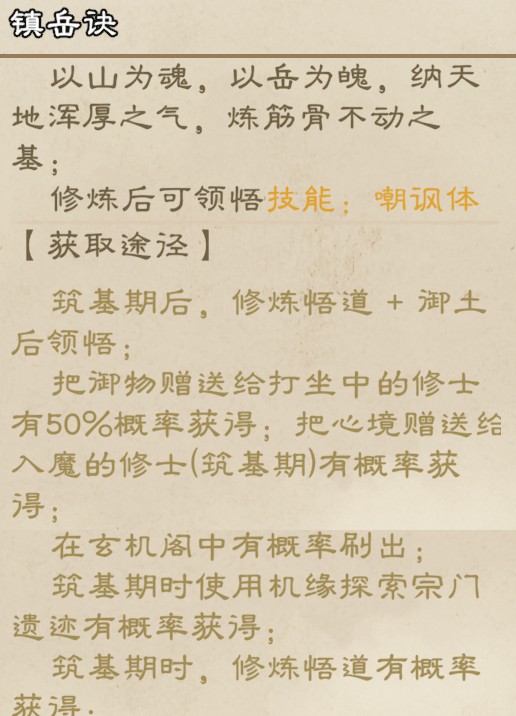 镇岳诀
以山为魂，以岳为魄，纳天
地浑厚之气，炼筋骨不动之
基；
修炼后可领悟技能：嘲讽体
【获取途径】
筑基期后，修炼悟道 + 御土
后领悟；
把御物赠送给打坐中的修士
有50%概率获得；把心境赠送给
入魔的修士(筑基期)有概率获
得；
在玄机阁中有概率刷出；
筑基期时使用机缘探索宗门
遗迹有概率获得；
筑基期时，修炼悟道有概率
获得；